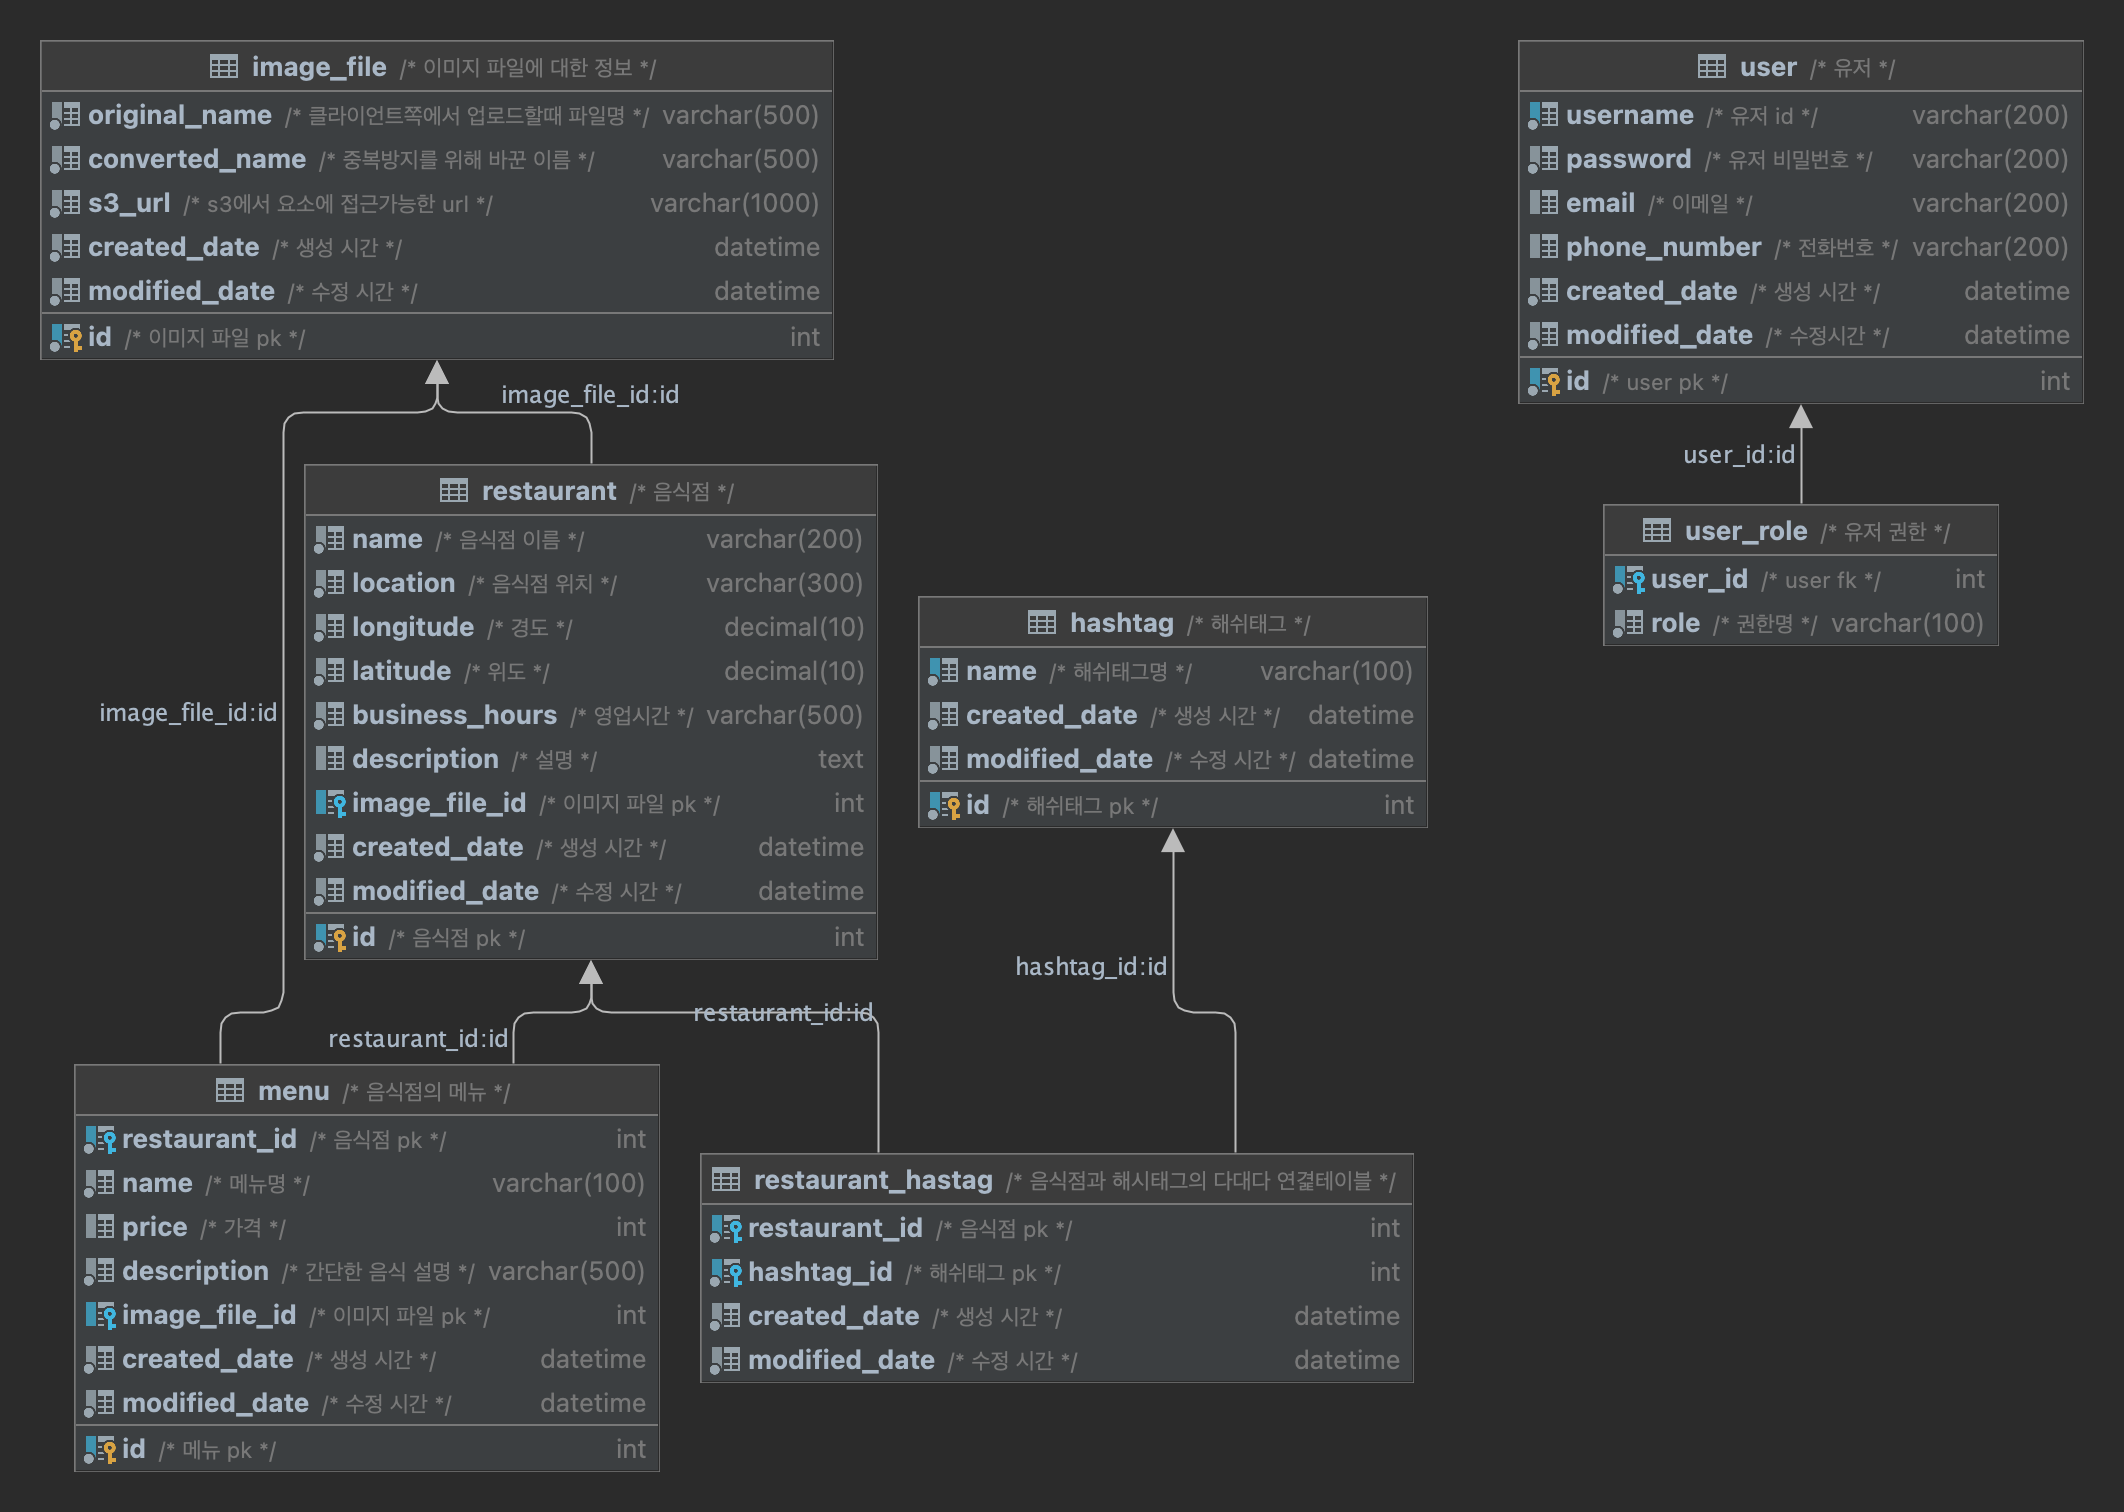 image_file /* 이미지 파일에 대한 정보 */
original_name /* 클라이언트쪽에서 업로드할때 파일명 */ varchar(500)
converted_name /* 중복방지를 위해 바꾼 이름 */ varchar(500)
s3_url /* s3에서 요소에 접근가능한 url */ varchar(1000)
created_date /* 생성 시간 */ datetime
modified_date /* 수정 시간 */ datetime
id /* 이미지 파일 pk */ int
user /* 유저 */
username /* 유저 id */ varchar(200)
password /* 유저 비밀번호 */ varchar(200)
email /* 이메일 */ varchar(200)
phone_number /* 전화번호 */ varchar(200)
created_date /* 생성 시간 */ datetime
modified_date /* 수정시간 */ datetime
id /* user pk */ int
image_file_id:id
user_id:id
restaurant /* 음식점 */
name /* 음식점 이름 */ varchar(200)
location /* 음식점 위치 */ varchar(300)
longitude /* 경도 */ decimal(10)
latitude /* 위도 */ decimal(10)
business_hours /* 영업시간 */ varchar(500)
description /* 설명 */ text
image_file_id /* 이미지 파일 pk */ int
created_date /* 생성 시간 */ datetime
modified_date /* 수정 시간 */ datetime
id /* 음식점 pk */ int
user_role /* 유저 권한 */
user_id /* user fk */ int
role /* 권한명 */ varchar(100)
hashtag /* 해쉬태그 */
name /* 해쉬태그명 */ varchar(100)
created_date /* 생성 시간 */ datetime
modified_date /* 수정 시간 */ datetime
id /* 해쉬태그 pk */ int
image_file_id:id
hashtag_id:id
restaurant_id:id
restaurant_id:id
menu /* 음식점의 메뉴 */
restaurant_id /* 음식점 pk */ int
name /* 메뉴명 */ varchar(100)
price /* 가격 */ int
description /* 간단한 음식 설명 */ varchar(500)
image_file_id /* 이미지 파일 pk */ int
created_date /* 생성 시간 */ datetime
modified_date /* 수정 시간 */ datetime
id /* 메뉴 pk */ int
restaurant_hastag /* 음식점과 해시태그의 다대다 연곌테이블 */
restaurant_id /* 음식점 pk */ int
hashtag_id /* 해쉬태그 pk */ int
created_date /* 생성 시간 */ datetime
modified_date /* 수정 시간 */ datetime